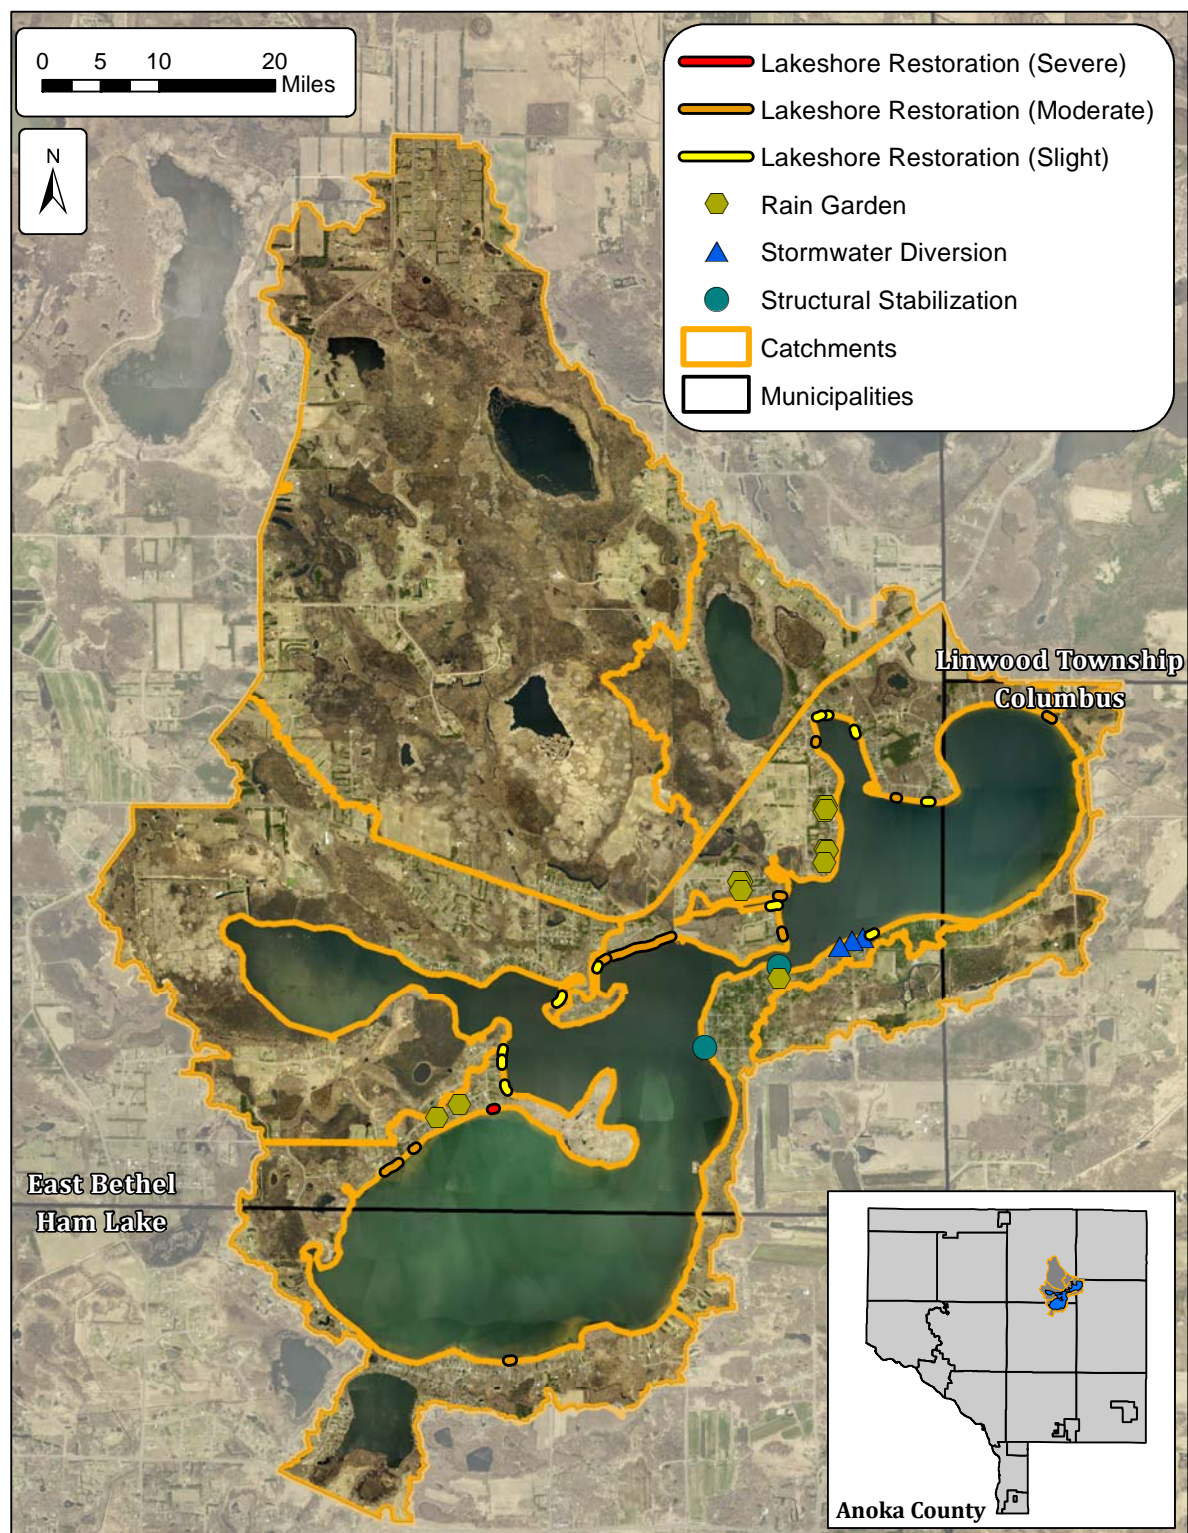 0 5 10 20
Miles
N
Lakeshore Restoration (Severe)
Lakeshore Restoration (Moderate)
Lakeshore Restoration (Slight)
Rain Garden
Stormwater Diversion
Structural Stabilization
Catchments
Municipalities
Linwood Township
Columbus
East Bethel
Ham Lake
Anoka County